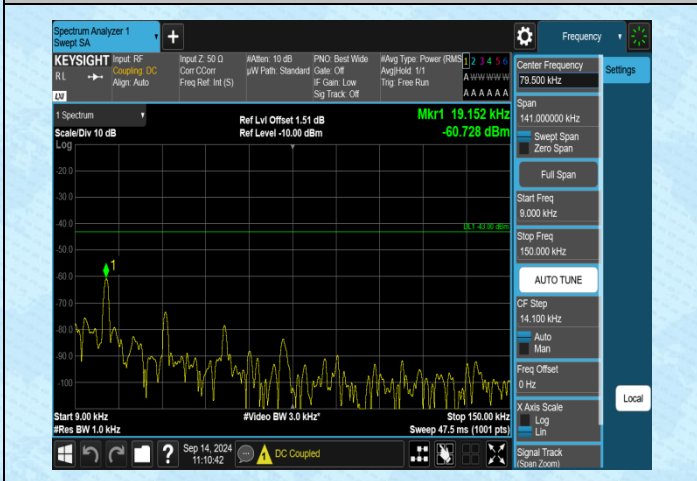 Spectrum Analyzer 1
Swept SA
Frequency
KEYSIGHT
RL
LXI
Input: RF
Coupling: DC
Align: Auto
Input Z: 50 Ω
Corr CCorr
Freq Ref: Int (S)
#Atten: 10 dB
µW Path: Standard
PNO: Best Wide
Gate: Off
IF Gain: Low
Sig Track: Off
#Avg Type: Power (RMS
Avg|Hold: 1/1
Trig: Free Run
1 2 3 4 5 6
A W W W W W
A A A A A A
1 Spectrum
Scale/Div 10 dB
Log
Ref Lvl Offset 1.51 dB
Ref Level -10.00 dBm
Mkr1 19.152 kHz
-60.728 dBm
-20.0
-30.0
-40.0
-50.0
-60.0
-70.0
-80.0
-90.0
-100
DL1 -43.00 dBm
1
Start 9.00 kHz
#Res BW 1.0 kHz
#Video BW 3.0 kHz*
Stop 150.00 kHz
Sweep 47.5 ms (1001 pts)
?
Sep 14, 2024
11:10:42
1
DC Coupled
Center Frequency
79.500 kHz
Settings
Span
141.000000 kHz
Swept Span
Zero Span
Full Span
Start Freq
9.000 kHz
Stop Freq
150.000 kHz
AUTO TUNE
CF Step
14.100 kHz
Auto
Man
Freq Offset
0 Hz
X Axis Scale
Log
Lin
Local
Signal Track
(Span Zoom)